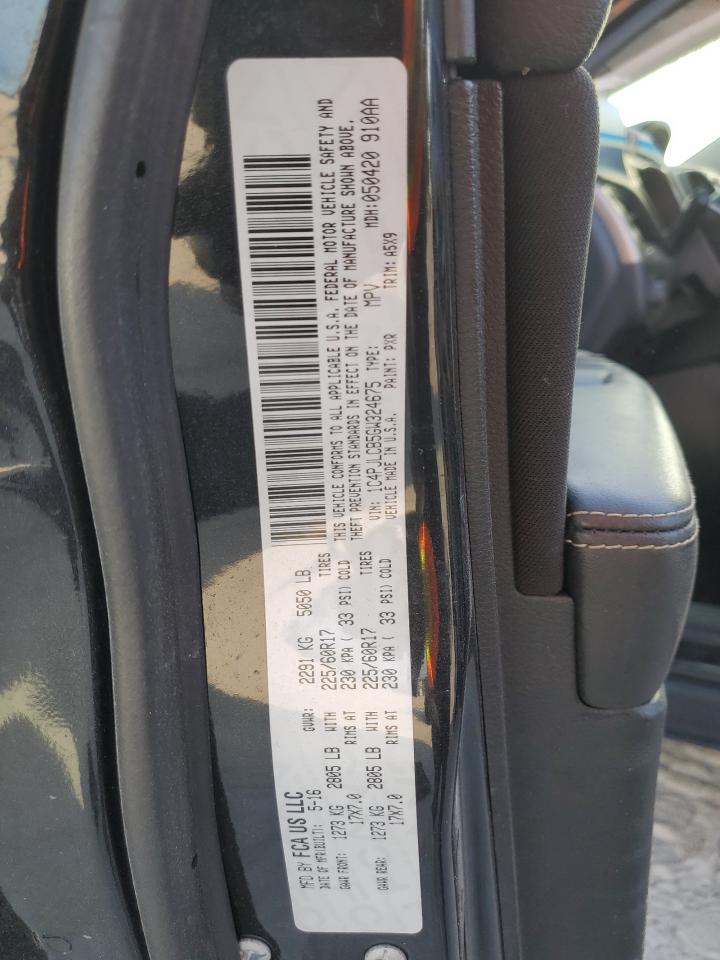 MFD BY FCA US LLC
DATE OF MFR(BUILT): 5-16 GVWR: 2291 KG 5050 LB
GAWR FRONT: 1273 KG 2805 LB WITH 225/60R17 TIRES
17X7.0 RIMS AT 230 KPA ( 33 PSI) COLD
GAWR REAR: 1273 KG 2805 LB WITH 225/60R17 TIRES
17X7.0 RIMS AT 230 KPA ( 33 PSI) COLD
THIS VEHICLE CONFORMS TO ALL APPLICABLE U.S.A. FEDERAL MOTOR VEHICLE SAFETY AND
THEFT PREVENTION STANDARDS IN EFFECT ON THE DATE OF MANUFACTURE SHOWN ABOVE.
VIN: 1C4PJLCB5GW324675 TYPE: MPV MDH:050420 910AA
VEHICLE MADE IN U.S.A. PAINT: PXR TRIM: A5X9